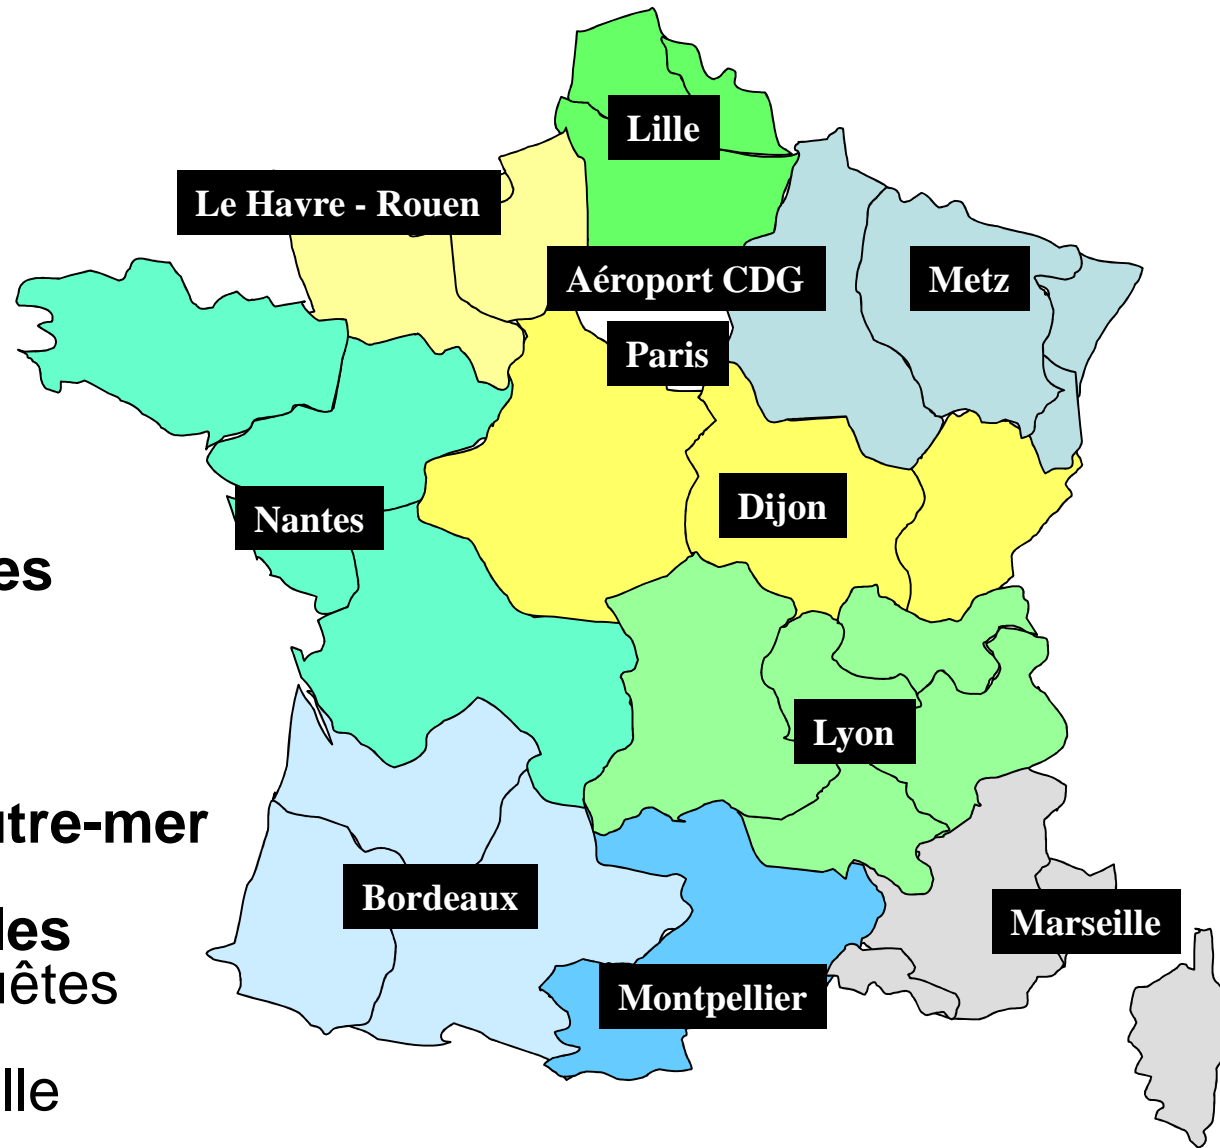 Lille
Le Havre - Rouen
Aéroport CDG
Metz
Paris
Dijon
Nantes
Lyon
Bordeaux
Marseille
Montpellier
es
utre-mer
les
uêtes
lle